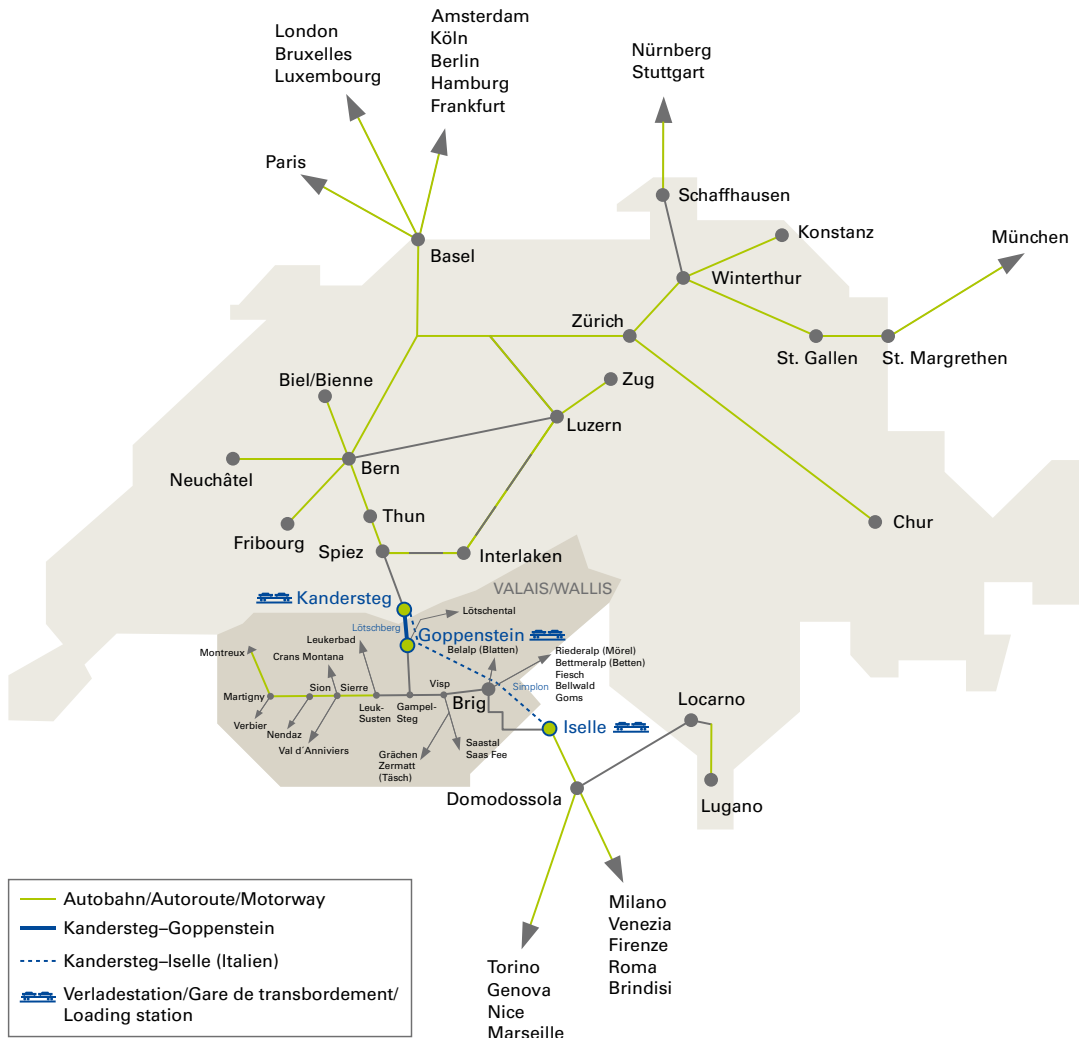 London
Bruxelles
Luxembourg
Amsterdam
Köln
Berlin
Hamburg
Frankfurt
Nürnberg
Stuttgart
Paris
Schaffhausen
Konstanz
München
Basel
Winterthur
Zürich
St. Gallen
St. Margrethen
Biel/Bienne
Zug
Luzern
Bern
Neuchâtel
Thun
Chur
Fribourg
Spiez
Interlaken
VALAIS/WALLIS
Kandersteg
Lötschental
Lötschberg
Goppenstein
Leukerbad
Belalp (Blatten)
Riederalp (Mörel)
Bettmeralp (Betten)
Fiesch
Bellwald
Goms
Montreux
Crans Montana
Simplon
Martigny
Sion
Sierre
Visp
Brig
Leuk-
Susten
Gampel-
Steg
Locarno
Verbier
Nendaz
Iselle
Val d´Anniviers
Saastal
Saas Fee
Grächen
Zermatt
(Täsch)
Domodossola
Lugano
Autobahn/Autoroute/Motorway
Kandersteg–Goppenstein
Kandersteg–Iselle (Italien)
Verladestation/Gare de transbordement/
Loading station
Milano
Venezia
Firenze
Roma
Brindisi
Torino
Genova
Nice
Marseille